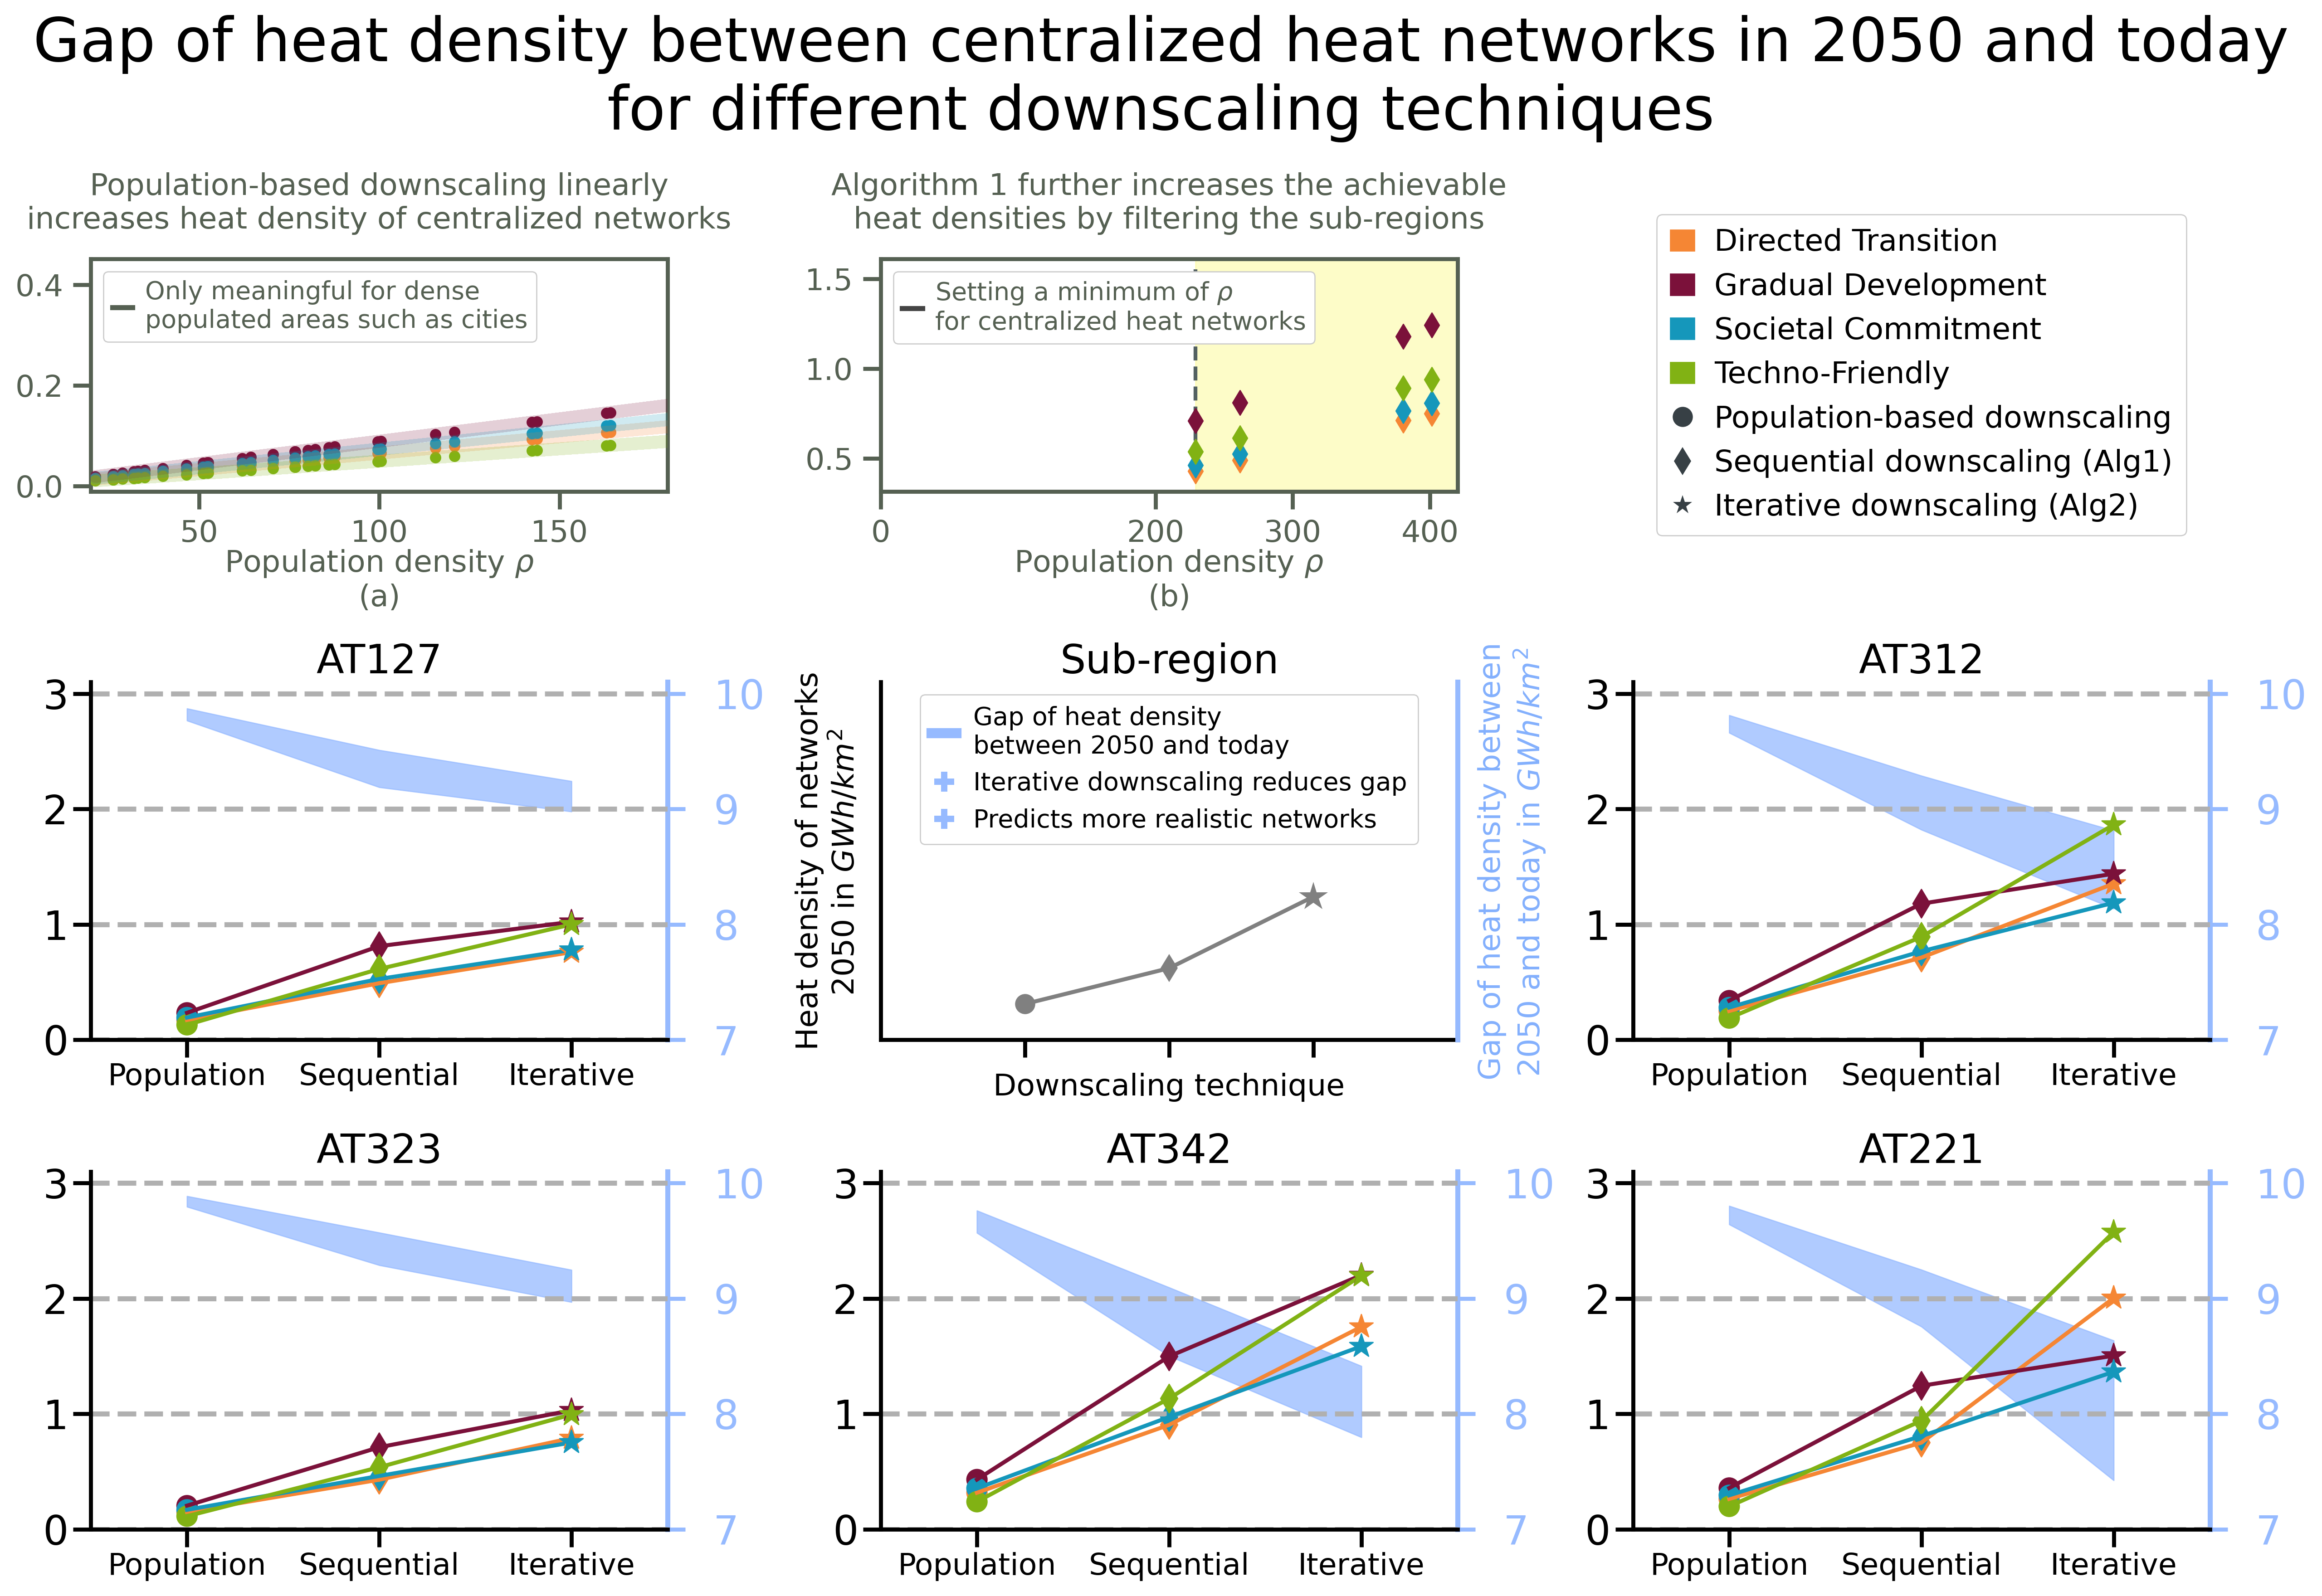 Gap of heat density between centralized heat networks in 2050 and today
for different downscaling techniques
Population-based downscaling linearly
increases heat density of centralized networks
0.4
0.2
0.0
Only meaningful for dense
populated areas such as cities
50
100
150
Population density ρ
(a)
Algorithm 1 further increases the achievable
heat densities by filtering the sub-regions
1.5
1.0
0.5
Setting a minimum of ρ
for centralized heat networks
0
200
300
400
Population density ρ
(b)
Directed Transition
Gradual Development
Societal Commitment
Techno-Friendly
Population-based downscaling
Sequential downscaling (Alg1)
Iterative downscaling (Alg2)
AT127
3
2
1
0
10
9
8
7
Population
Sequential
Iterative
Sub-region
Heat density of networks
2050 in GWh/km²
Gap of heat density
between 2050 and today
Iterative downscaling reduces gap
Predicts more realistic networks
Downscaling technique
Gap of heat density between
2050 and today in GWh/km²
AT312
3
2
1
0
10
9
8
7
Population
Sequential
Iterative
AT323
3
2
1
0
10
9
8
7
Population
Sequential
Iterative
AT342
3
2
1
0
10
9
8
7
Population
Sequential
Iterative
AT221
3
2
1
0
10
9
8
7
Population
Sequential
Iterative